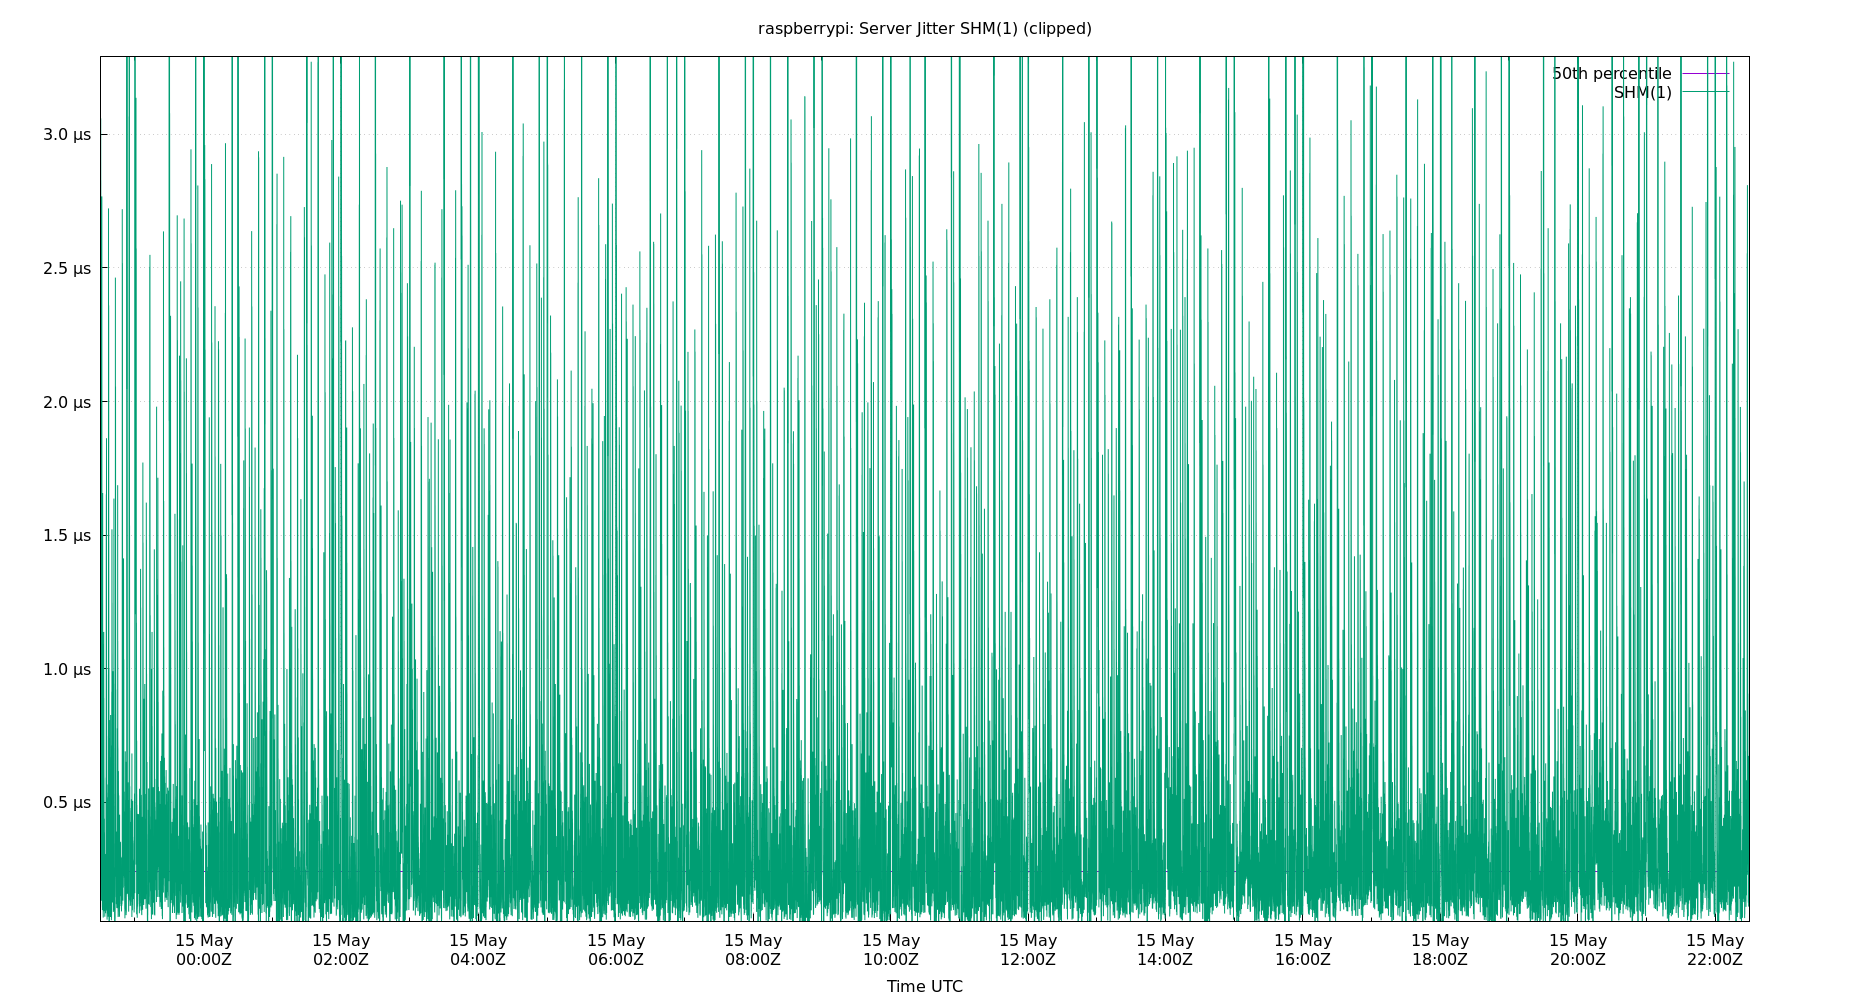 raspberrypi: Server Jitter SHM(1) (clipped)
50th percentile
SHM(1)
3.0 µs
2.5 µs
2.0 µs
1.5 µs
1.0 µs
0.5 µs
15 May 15 May 15 May 15 May 15 May 15 May 15 May 15 May 15 May 15 May 15 May 15 May
00:00Z 02:00Z 04:00Z 06:00Z 08:00Z 10:00Z 12:00Z 14:00Z 16:00Z 18:00Z 20:00Z 22:00Z
Time UTC